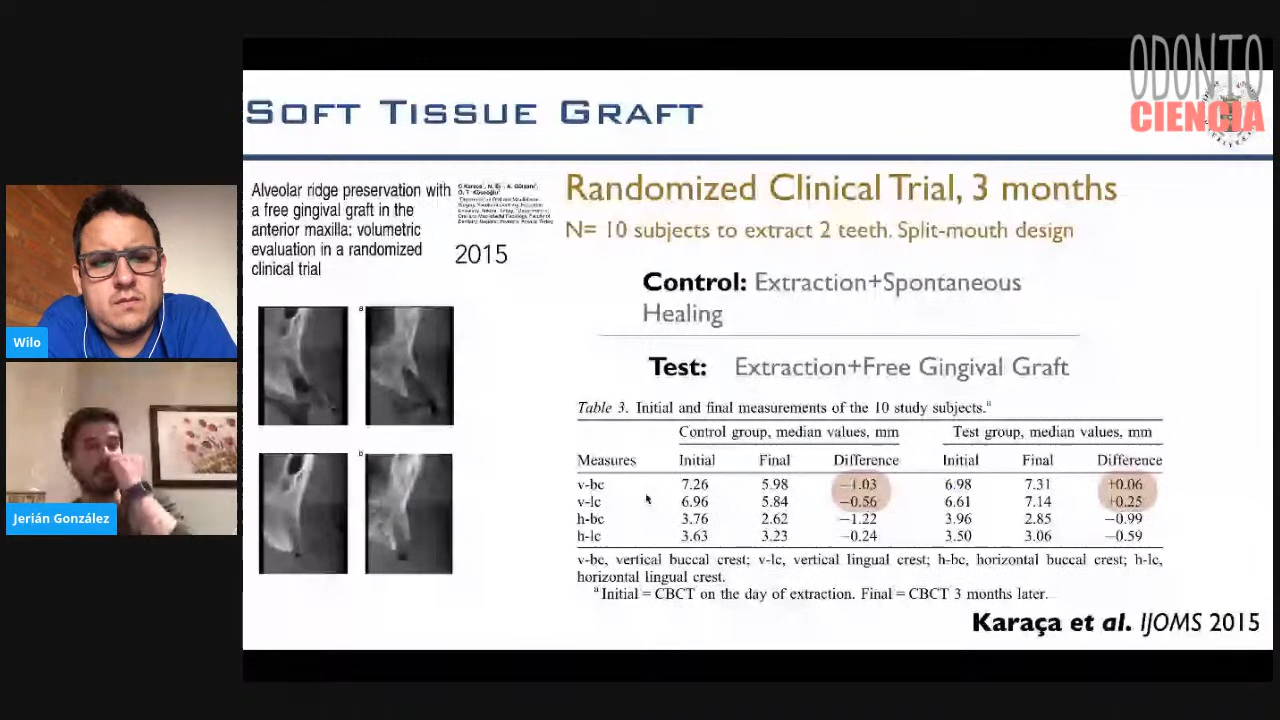 ODONTO
CIENCIA
SOFT TISSUE GRAFT
Alveolar ridge preservation with
a free gingival graft in the
anterior maxilla: volumetric
evaluation in a randomized
clinical trial
2015
Randomized Clinical Trial, 3 months
N= 10 subjects to extract 2 teeth. Split-mouth design
Control: Extraction+Spontaneous
Healing
Test: Extraction+Free Gingival Graft
Table 3. Initial and final measurements of the 10 study subjects.ᵃ
Control group, median values, mm Test group, median values, mm
Measures Initial Final Difference Initial Final Difference
v-bc 7.26 5.98 −1.03 6.98 7.31 +0.06
v-lc 6.96 5.84 −0.56 6.61 7.14 +0.25
h-bc 3.76 2.62 −1.22 3.96 2.85 −0.99
h-lc 3.63 3.23 −0.24 3.50 3.06 −0.59
v-bc, vertical buccal crest; v-lc, vertical lingual crest; h-bc, horizontal buccal crest; h-lc,
horizontal lingual crest.
ᵃ Initial = CBCT on the day of extraction. Final = CBCT 3 months later.
Karaça et al. IJOMS 2015
Wilo
Jerián González
a
b